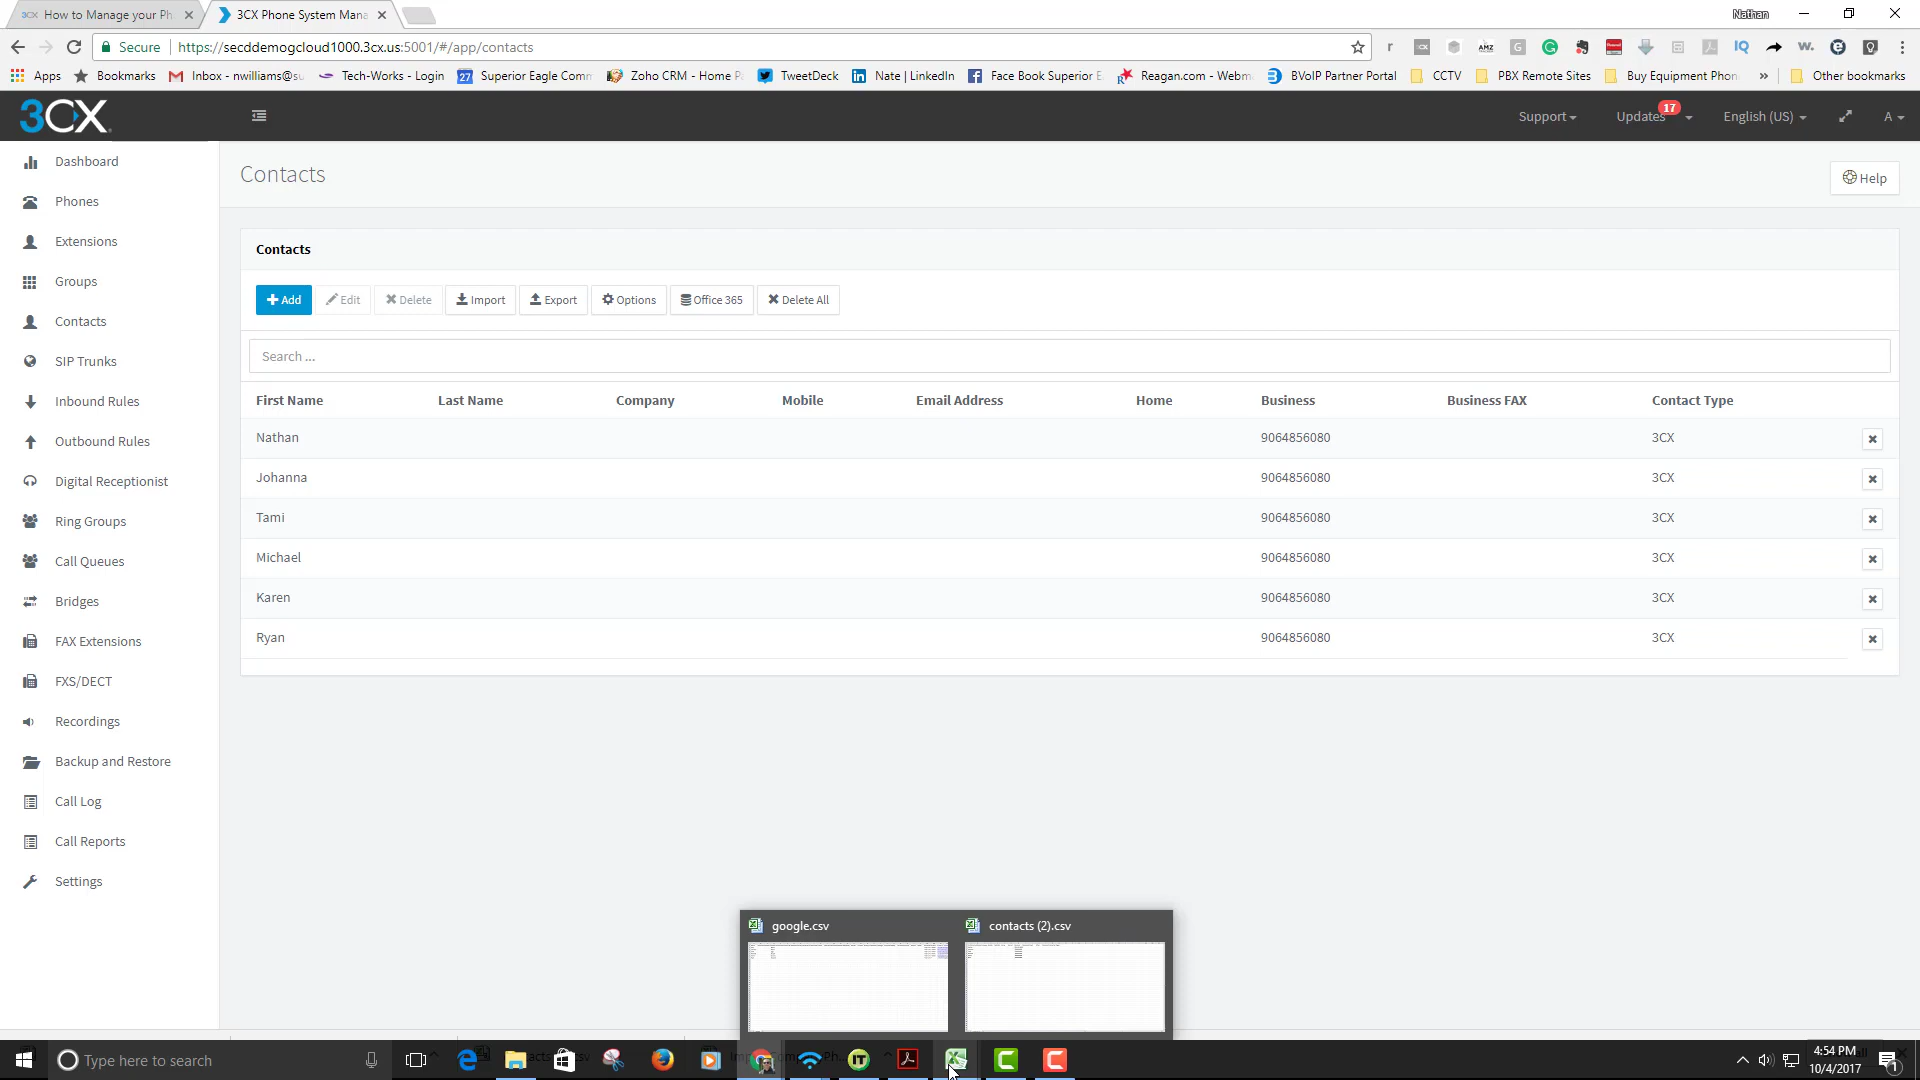 How to Manage your Ph
3CX Phone System Mana
Nathan
Secure
https://secddemogcloud1000.3cx.us:5001/#/app/contacts
Apps
Bookmarks
Inbox - nwilliams@su
Tech-Works - Login
27
Superior Eagle Comm
Zoho CRM - Home P
TweetDeck
Nate | LinkedIn
Face Book Superior E
Reagan.com - Webm
BVoIP Partner Portal
CCTV
PBX Remote Sites
Buy Equipment Phon
»
Other bookmarks
3CX
Support
Updates
17
English (US)
A
Dashboard
Phones
Extensions
Groups
Contacts
SIP Trunks
Inbound Rules
Outbound Rules
Digital Receptionist
Ring Groups
Call Queues
Bridges
FAX Extensions
FXS/DECT
Recordings
Backup and Restore
Call Log
Call Reports
Settings
Contacts
Help
Contacts
Add Edit Delete Import Export Options Office 365 Delete All
Search ...
First Name Last Name Company Mobile Email Address Home Business Business FAX Contact Type
Nathan 9064856080 3CX
Johanna 9064856080 3CX
Tami 9064856080 3CX
Michael 9064856080 3CX
Karen 9064856080 3CX
Ryan 9064856080 3CX
google.csv
contacts (2).csv
Type here to search
4:54 PM
10/4/2017
1